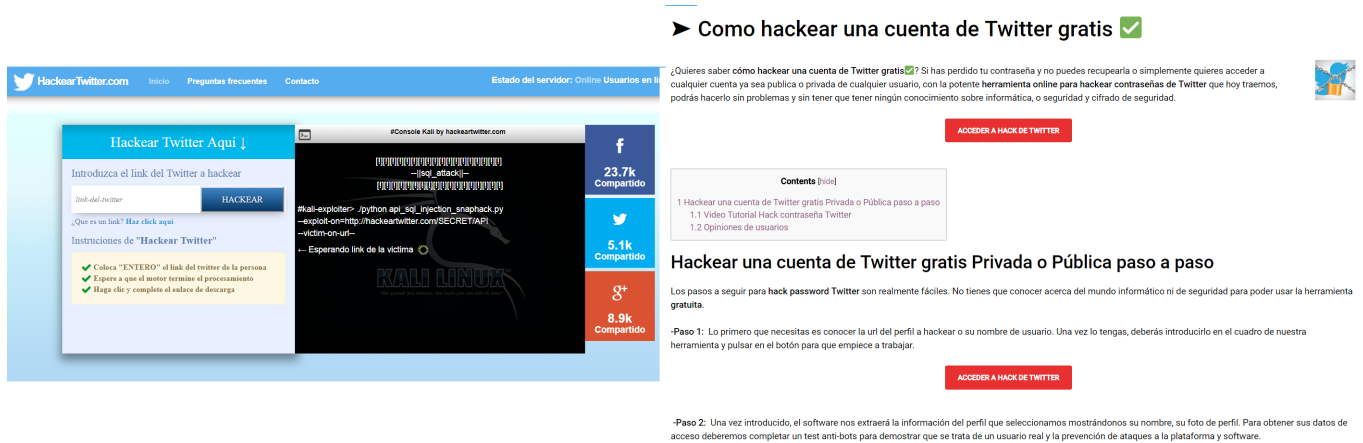 HackearTwitter.com
Inicio
Preguntas frecuentes
Contacto
Estado del servidor: Online Usuarios en lin
Hackear Twitter Aquí ↓
Introduzca el link del Twitter a hackear
link-del-twitter
HACKEAR
¿Que es un link? Haz click aqui
Instruciones de "Hackear Twitter"
Coloca "ENTERO" el link del twitter de la persona
Espere a que el motor termine el procesamiento
Haga clic y complete el enlace de descarga
#Console Kali by hackeartwitter.com
--||sql_attack||--
#kali-exploiter> ./python api_sql_injection_snaphack.py
--exploit-on=http://hackeartwitter.com/SECRET/API
--victim-on-url--
← Esperando link de la victima
KALI LINUX
23.7k
Compartido
5.1k
Compartido
8.9k
Compartido
➤ Como hackear una cuenta de Twitter gratis ✅
¿Quieres saber cómo hackear una cuenta de Twitter gratis✅? Si has perdido tu contraseña y no puedes recupearla o simplemente quieres acceder a
cualquier cuenta ya sea publica o privada de cualquier usuario, con la potente herramienta online para hackear contraseñas de Twitter que hoy traemos,
podrás hacerlo sin problemas y sin tener que tener ningún conocimiento sobre informática, o seguridad y cifrado de seguridad.
ACCEDER A HACK DE TWITTER
Contents [hide]
1 Hackear una cuenta de Twitter gratis Privada o Pública paso a paso
1.1 Video Tutorial Hack contraseña Twitter
1.2 Opiniones de usuarios
Hackear una cuenta de Twitter gratis Privada o Pública paso a paso
Los pasos a seguir para hack password Twitter son realmente fáciles. No tienes que conocer acerca del mundo informático ni de seguridad para poder usar la herramienta
gratuita.
-Paso 1: Lo primero que necesitas es conocer la url del perfil a hackear o su nombre de usuario. Una vez lo tengas, deberás introducirlo en el cuadro de nuestra
herramienta y pulsar en el botón para que empiece a trabajar.
ACCEDER A HACK DE TWITTER
-Paso 2: Una vez introducido, el software nos extraerá la información del perfil que seleccionamos mostrándonos su nombre, su foto de perfil. Para obtener sus datos de
acceso deberemos completar un test anti-bots para demostrar que se trata de un usuario real y la prevención de ataques a la plataforma y software.